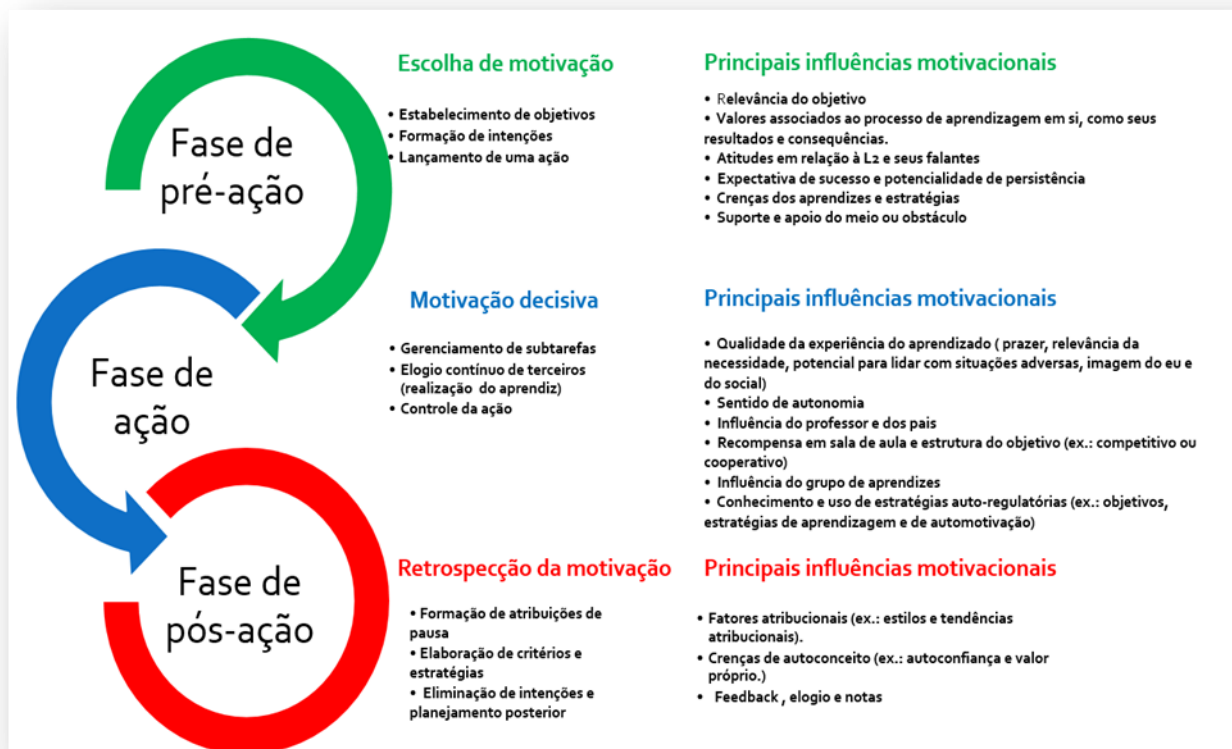 Fase de
pré-ação
Escolha de motivação
• Estabelecimento de objetivos
• Formação de intenções
• Lançamento de uma ação
Principais influências motivacionais
• Relevância do objetivo
• Valores associados ao processo de aprendizagem em si, como seus
resultados e consequências.
• Atitudes em relação à L2 e seus falantes
• Expectativa de sucesso e potencialidade de persistência
• Crenças dos aprendizes e estratégias
• Suporte e apoio do meio ou obstáculo
Fase de
ação
Motivação decisiva
• Gerenciamento de subtarefas
• Elogio contínuo de terceiros
(realização do aprendiz)
• Controle da ação
Principais influências motivacionais
• Qualidade da experiência do aprendizado ( prazer, relevância da
necessidade, potencial para lidar com situações adversas, imagem do eu e
do social)
• Sentido de autonomia
• Influência do professor e dos pais
• Recompensa em sala de aula e estrutura do objetivo (ex.: competitivo ou
cooperativo)
• Influência do grupo de aprendizes
• Conhecimento e uso de estratégias auto-regulatórias (ex.: objetivos,
estratégias de aprendizagem e de automotivação)
Fase de
pós-ação
Retrospecção da motivação
• Formação de atribuições de
pausa
• Elaboração de critérios e
estratégias
• Eliminação de intenções e
planejamento posterior
Principais influências motivacionais
• Fatores atribucionais (ex.: estilos e tendências
atribucionais).
• Crenças de autoconceito (ex.: autoconfiança e valor
próprio.)
• Feedback , elogio e notas